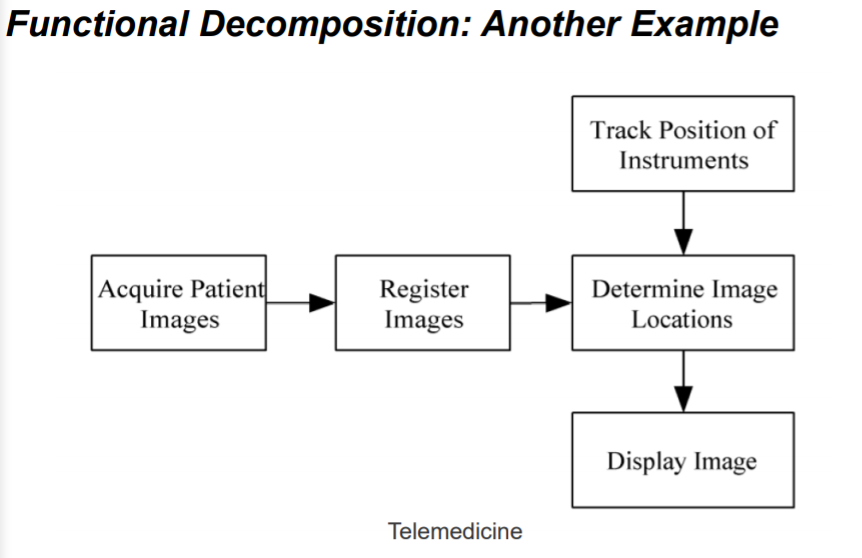 Functional Decomposition: Another Example
Track Position of
Instruments
Acquire Patient
Images
Register
Images
Determine Image
Locations
Display Image
Telemedicine